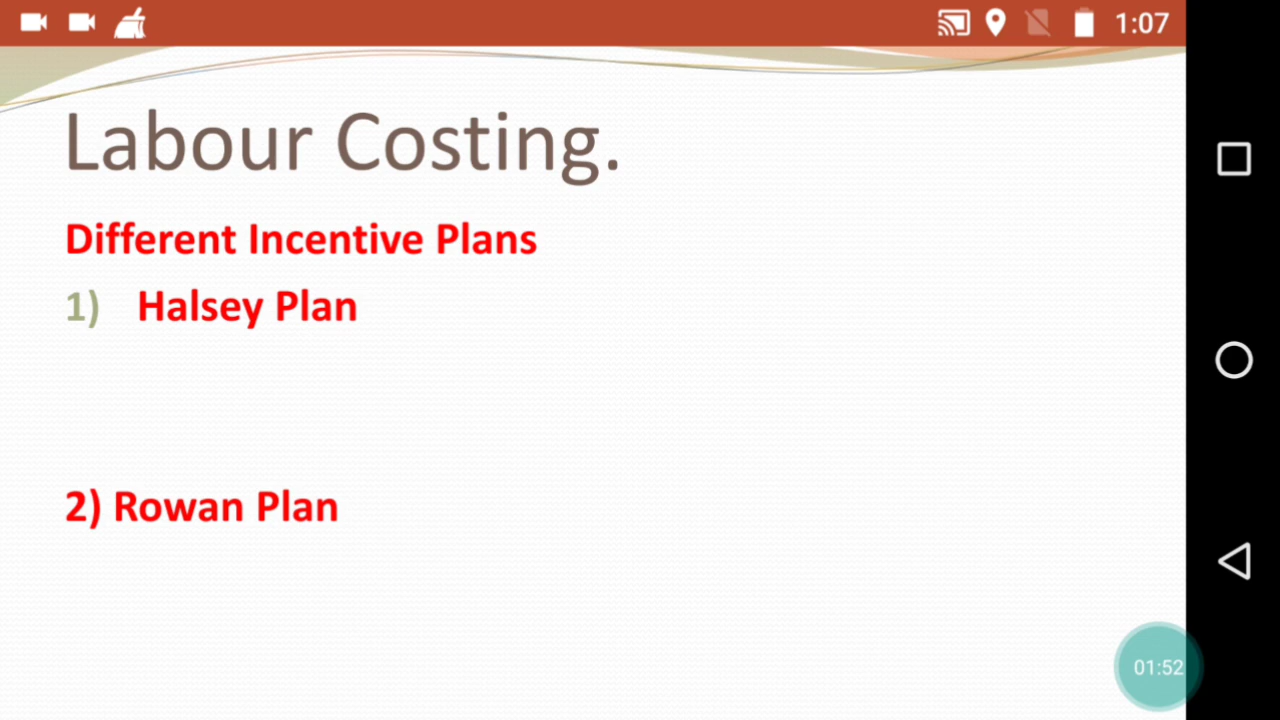 1:07
Labour Costing.
Different Incentive Plans
1) Halsey Plan
2) Rowan Plan
01:52